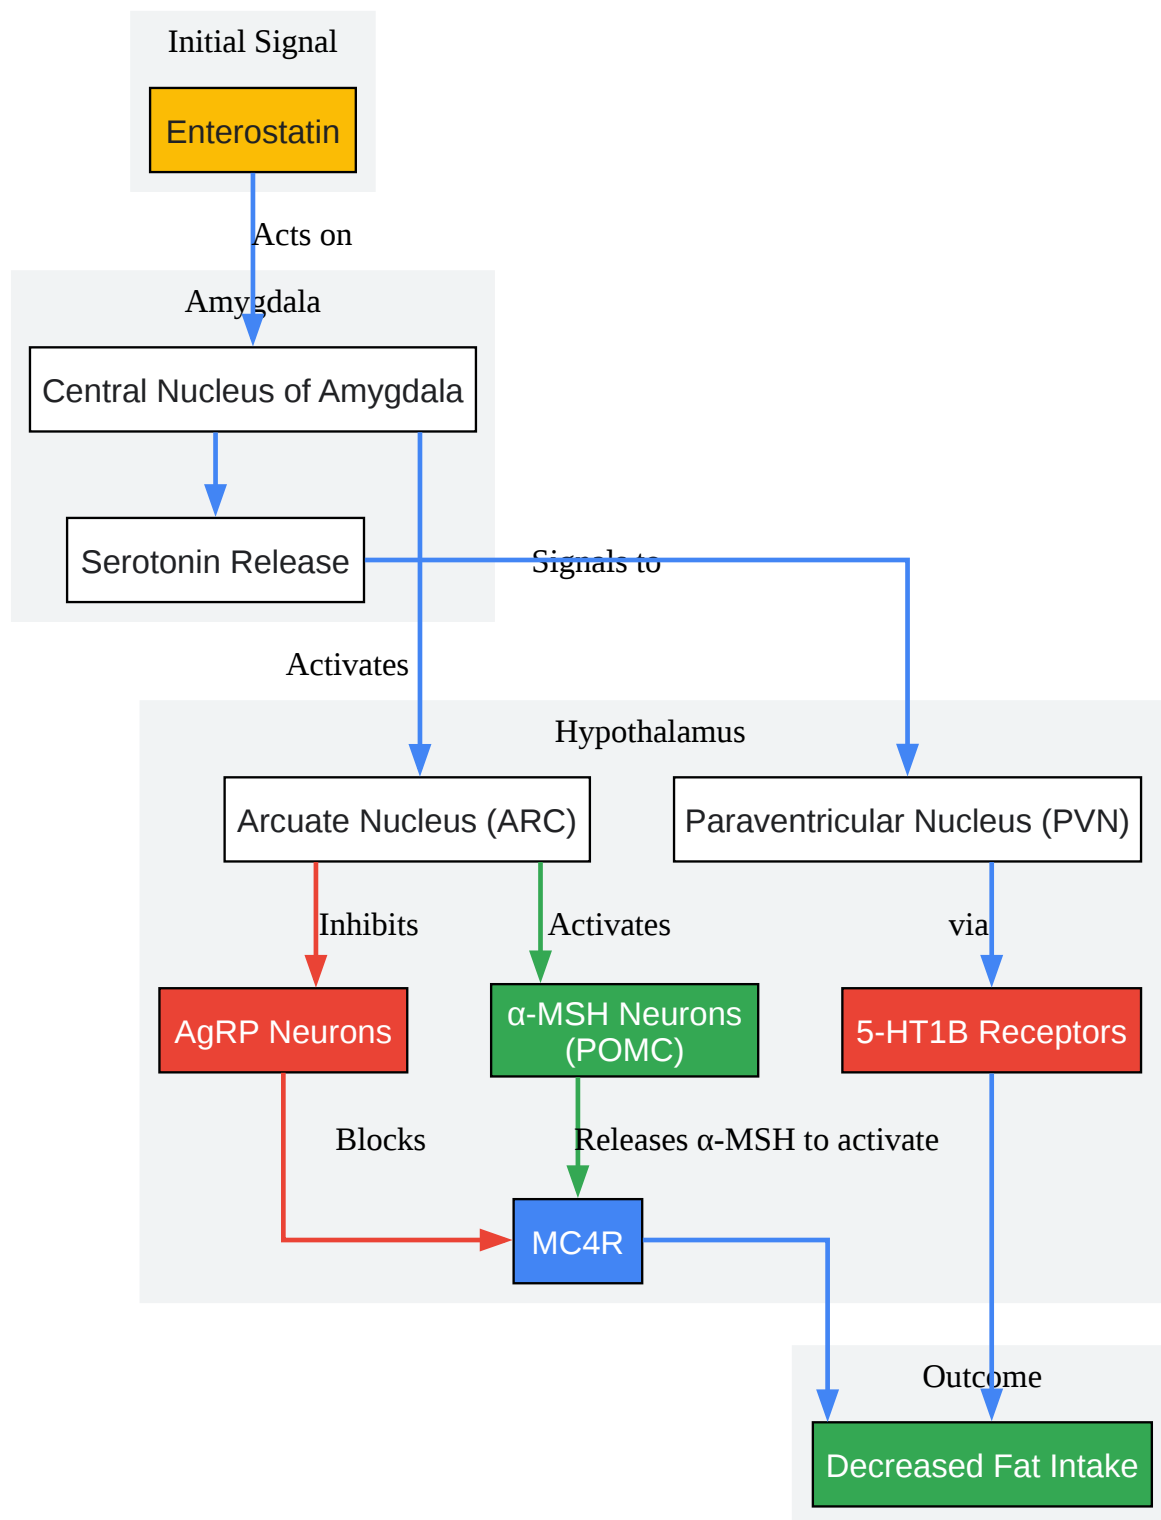 Initial Signal
Enterostatin
Acts on
Amygdala
Central Nucleus of Amygdala
Serotonin Release
Signals to
Activates
Hypothalamus
Arcuate Nucleus (ARC)
Paraventricular Nucleus (PVN)
Inhibits
Activates
via
AgRP Neurons
α-MSH Neurons
(POMC)
5-HT1B Receptors
Blocks
Releases α-MSH to activate
MC4R
Outcome
Decreased Fat Intake